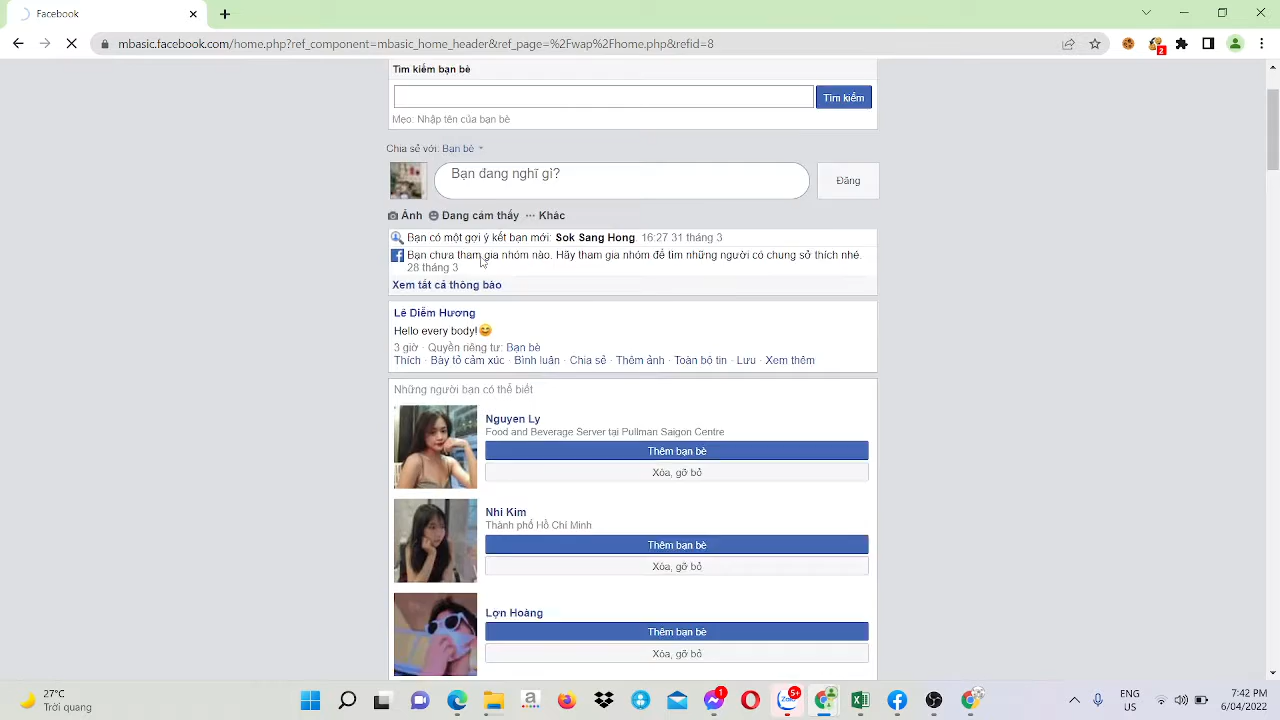 Facebook
mbasic.facebook.com/home.php?ref_component=mbasic_home_header&ref_page=%2Fwap%2Fhome.php&refid=8
2
Tìm kiếm bạn bè
Tìm kiếm
Mẹo: Nhập tên của bạn bè
Chia sẻ với: Bạn bè
Bạn đang nghĩ gì?
Đăng
Ảnh Đang cảm thấy ··· Khác
Bạn có một gợi ý kết bạn mới: Sok Sang Hong. 16:27 31 tháng 3
Bạn chưa tham gia nhóm nào. Hãy tham gia nhóm để tìm những người có chung sở thích nhé.
28 tháng 3
Xem tất cả thông báo
Lê Diễm Hương
Hello every body!😊
3 giờ · Quyền riêng tư: Bạn bè
Thích · Bày tỏ cảm xúc · Bình luận · Chia sẻ · Thêm ảnh · Toàn bộ tin · Lưu · Xem thêm
Những người bạn có thể biết
Nguyen Ly
Food and Beverage Server tại Pullman Saigon Centre
Thêm bạn bè
Xóa, gỡ bỏ
Nhi Kim
Thành phố Hồ Chí Minh
Thêm bạn bè
Xóa, gỡ bỏ
Lợn Hoàng
Thêm bạn bè
Xóa, gỡ bỏ
27°C
Trời quang
a
1
Zalo
5+
ENG
US
7:42 PM
6/04/2022